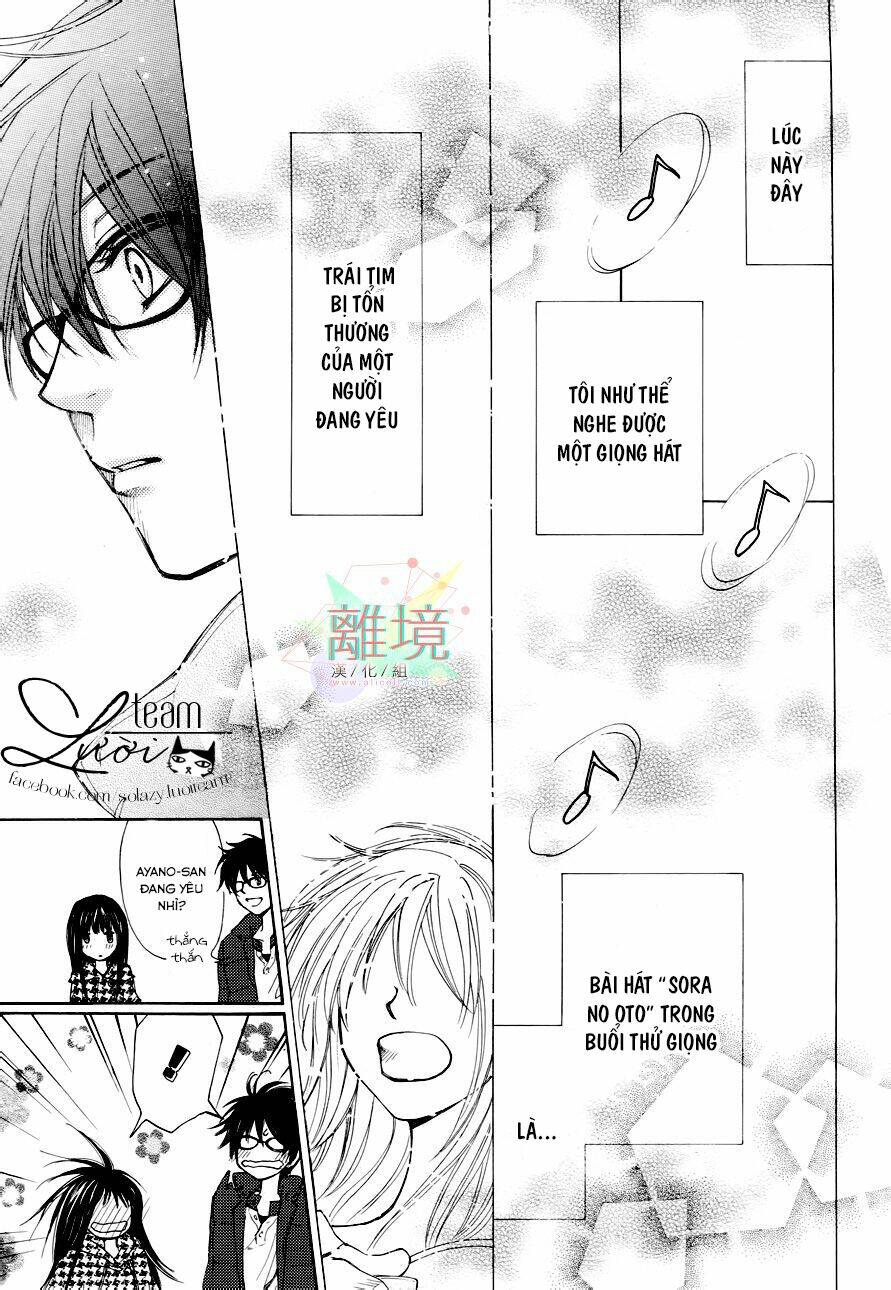 LÚC
NÀY
ĐÂY
TÔI NHƯ THỂ
NGHE ĐƯỢC
MỘT GIỌNG HÁT
TRÁI TIM
BỊ TỔN
THƯƠNG
CỦA MỘT
NGƯỜI
ĐANG YÊU
離境
漢/化/組
team
Lười
facebook.com/solazy.luoiteam
BÀI HÁT “SORA
NO OTO” TRONG
BUỔI THỬ GIỌNG
LÀ...
AYANO-SAN
ĐANG YÊU
NHỈ?
thẳng
thắn
!